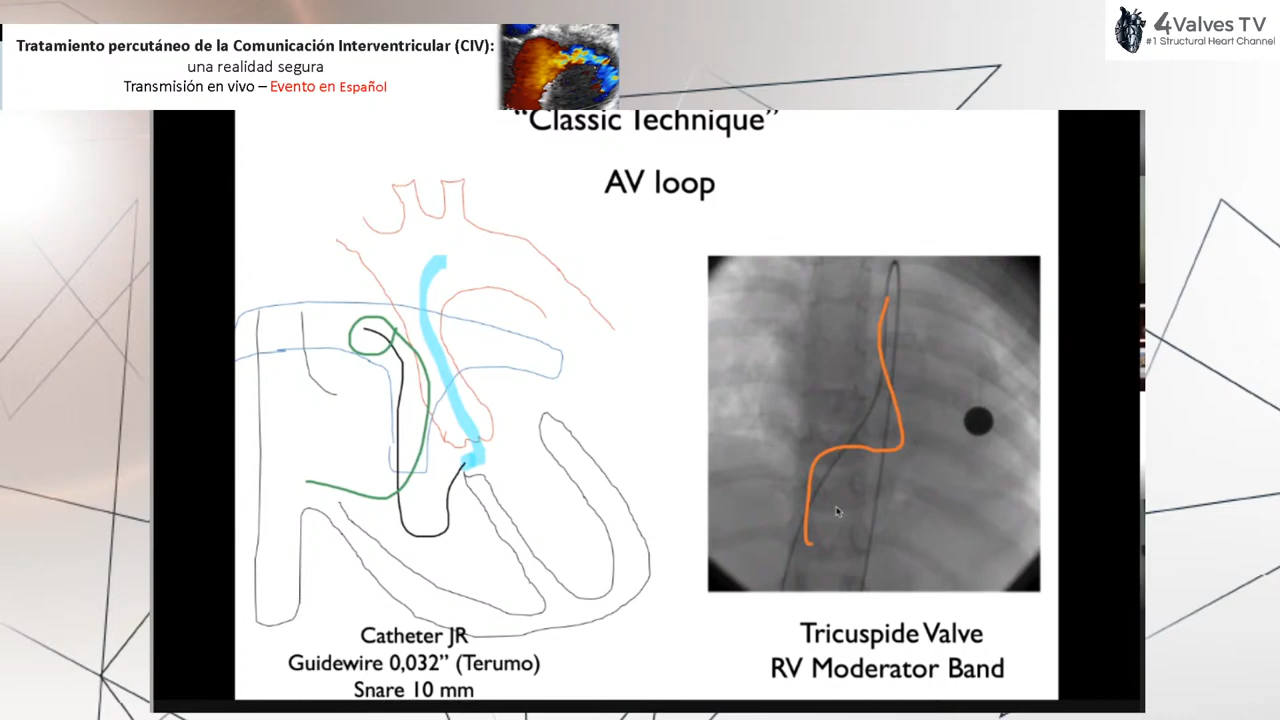 Tratamiento percutáneo de la Comunicación Interventricular (CIV):
una realidad segura
Transmisión en vivo – Evento en Español
4Valves TV
#1 Structural Heart Channel
“Classic Technique”
AV loop
Catheter JR
Guidewire 0,032” (Terumo)
Snare 10 mm
Tricuspide Valve
RV Moderator Band